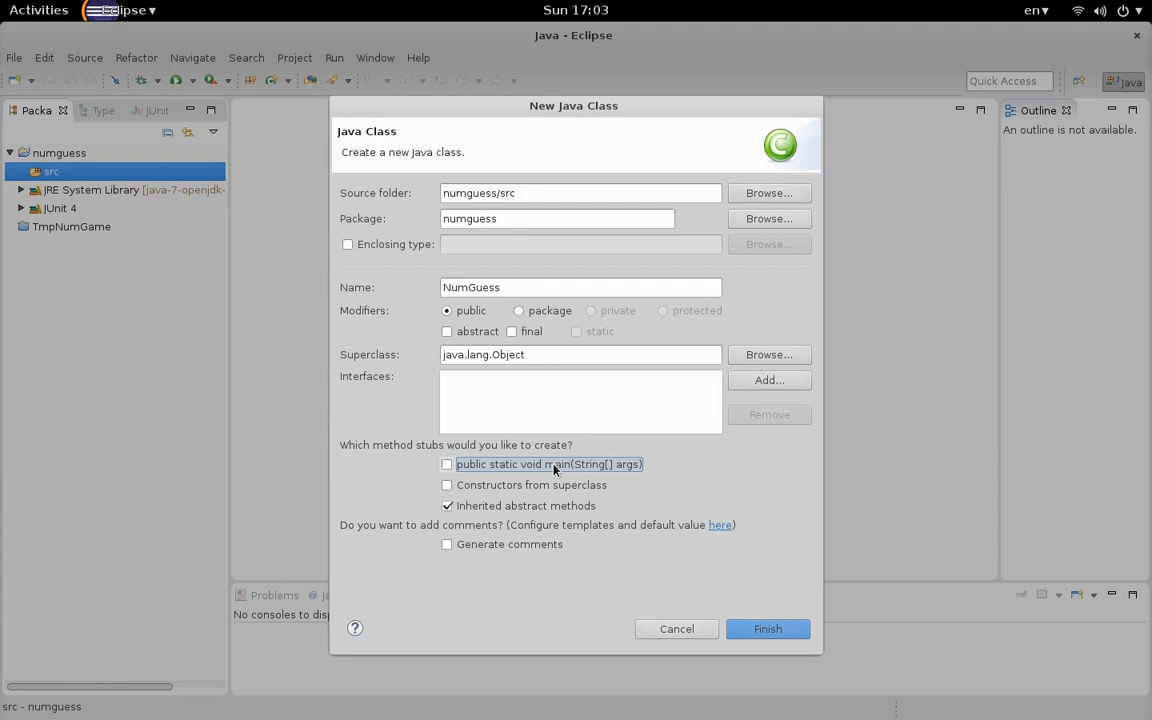 Activities Eclipse ▾ Sun 17:03 en▾
Java - Eclipse
File Edit Source Refactor Navigate Search Project Run Window Help
Quick Access Java
Packa Type JUnit Outline
An outline is not available.
numguess
src
JRE System Library [java-7-openjdk-
JUnit 4
TmpNumGame
New Java Class
Java Class
Create a new Java class.
Source folder: numguess/src Browse...
Package: numguess Browse...
Enclosing type: Browse...
Name: NumGuess
Modifiers: public package private protected
abstract final static
Superclass: java.lang.Object Browse...
Interfaces: Add...
Remove
Which method stubs would you like to create?
public static void main(String[] args)
Constructors from superclass
Inherited abstract methods
Do you want to add comments? (Configure templates and default value here)
Generate comments
Problems @ Ja
No consoles to disp
? Cancel Finish
src - numguess